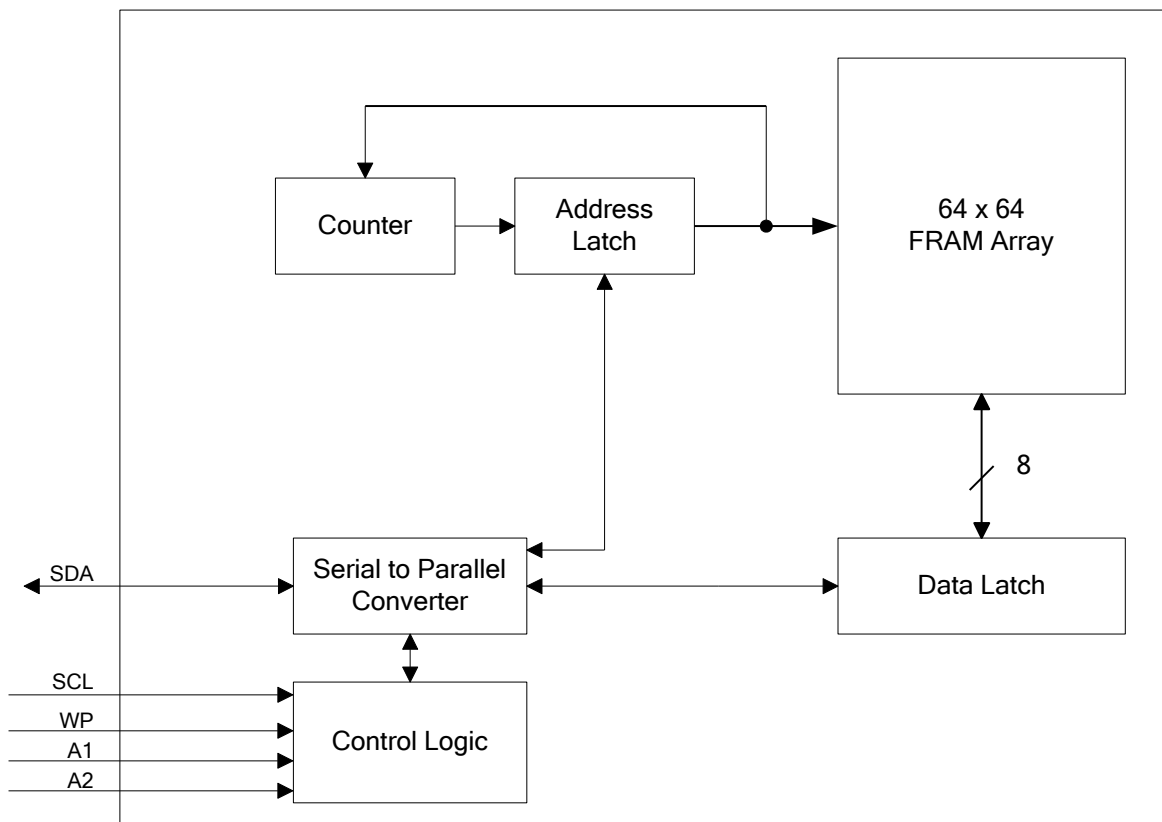 Counter
Address
Latch
64 x 64
FRAM Array
8
SDA
Serial to Parallel
Converter
Data Latch
SCL
WP
A1
A2
Control Logic